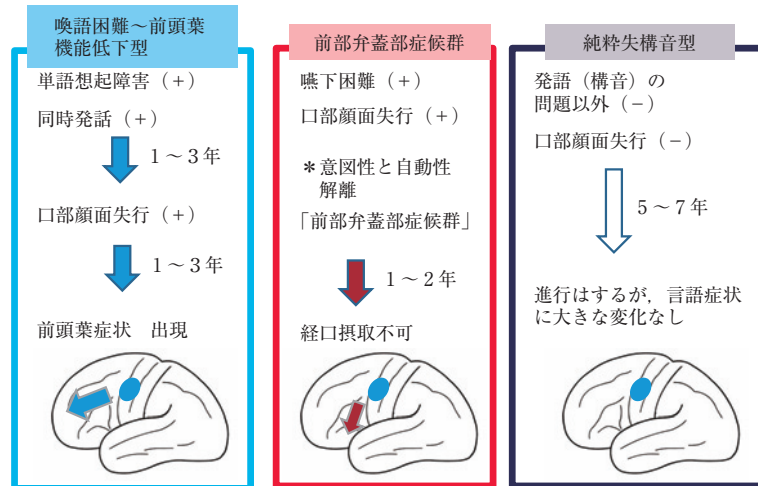 喚語困難～前頭葉
機能低下型
単語想起障害（＋）
同時発話（＋）
1～3年
口部顔面失行（＋）
1～3年
前頭葉症状　出現
前部弁蓋部症候群
嚥下困難（＋）
口部顔面失行（＋）
＊意図性と自動性
解離
「前部弁蓋部症候群」
1～2年
経口摂取不可
純粋失構音型
発語（構音）の
問題以外（－）
口部顔面失行（－）
5～7年
進行はするが，言語症状
に大きな変化なし